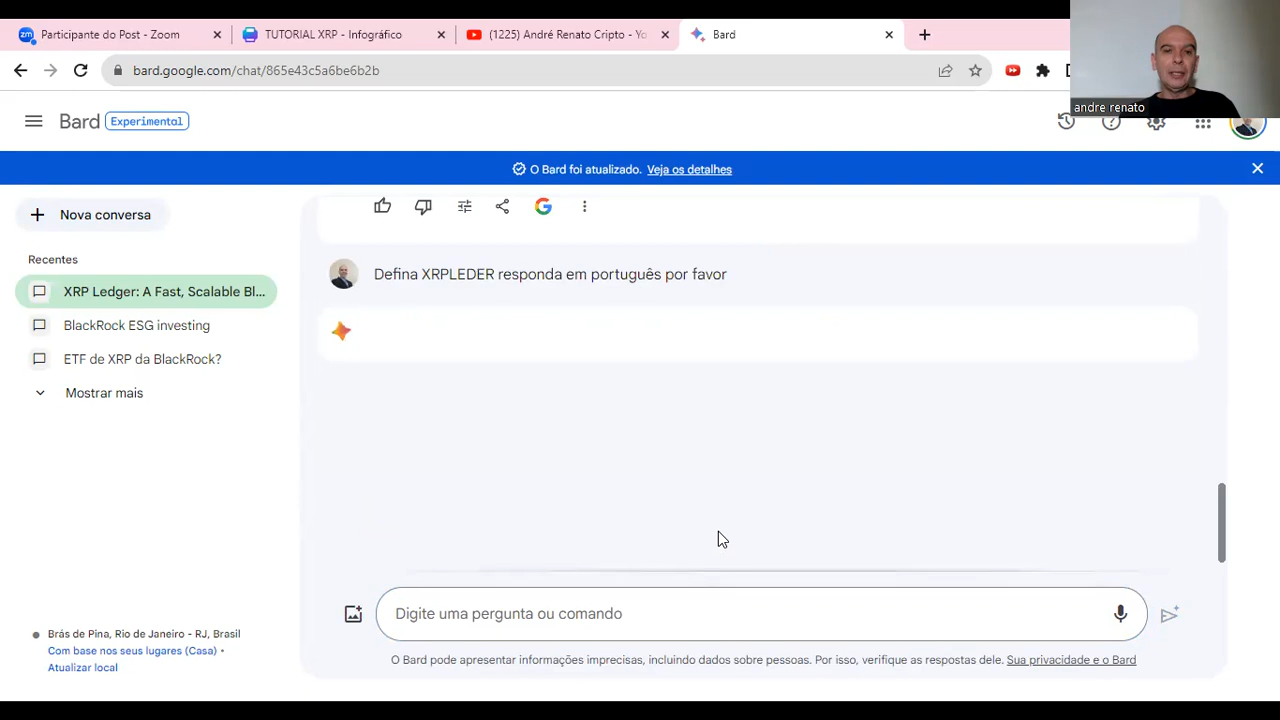 Participante do Post - Zoom
TUTORIAL XRP - Infográfico
(1225) André Renato Cripto - Yo
Bard
bard.google.com/chat/865e43c5a6be6b2b
andre renato
Bard
Experimental
O Bard foi atualizado. Veja os detalhes
Nova conversa
Recentes
XRP Ledger: A Fast, Scalable Bl...
BlackRock ESG investing
ETF de XRP da BlackRock?
Mostrar mais
Defina XRPLEDER responda em português por favor
Digite uma pergunta ou comando
Brás de Pina, Rio de Janeiro - RJ, Brasil
Com base nos seus lugares (Casa) •
Atualizar local
O Bard pode apresentar informações imprecisas, incluindo dados sobre pessoas. Por isso, verifique as respostas dele. Sua privacidade e o Bard